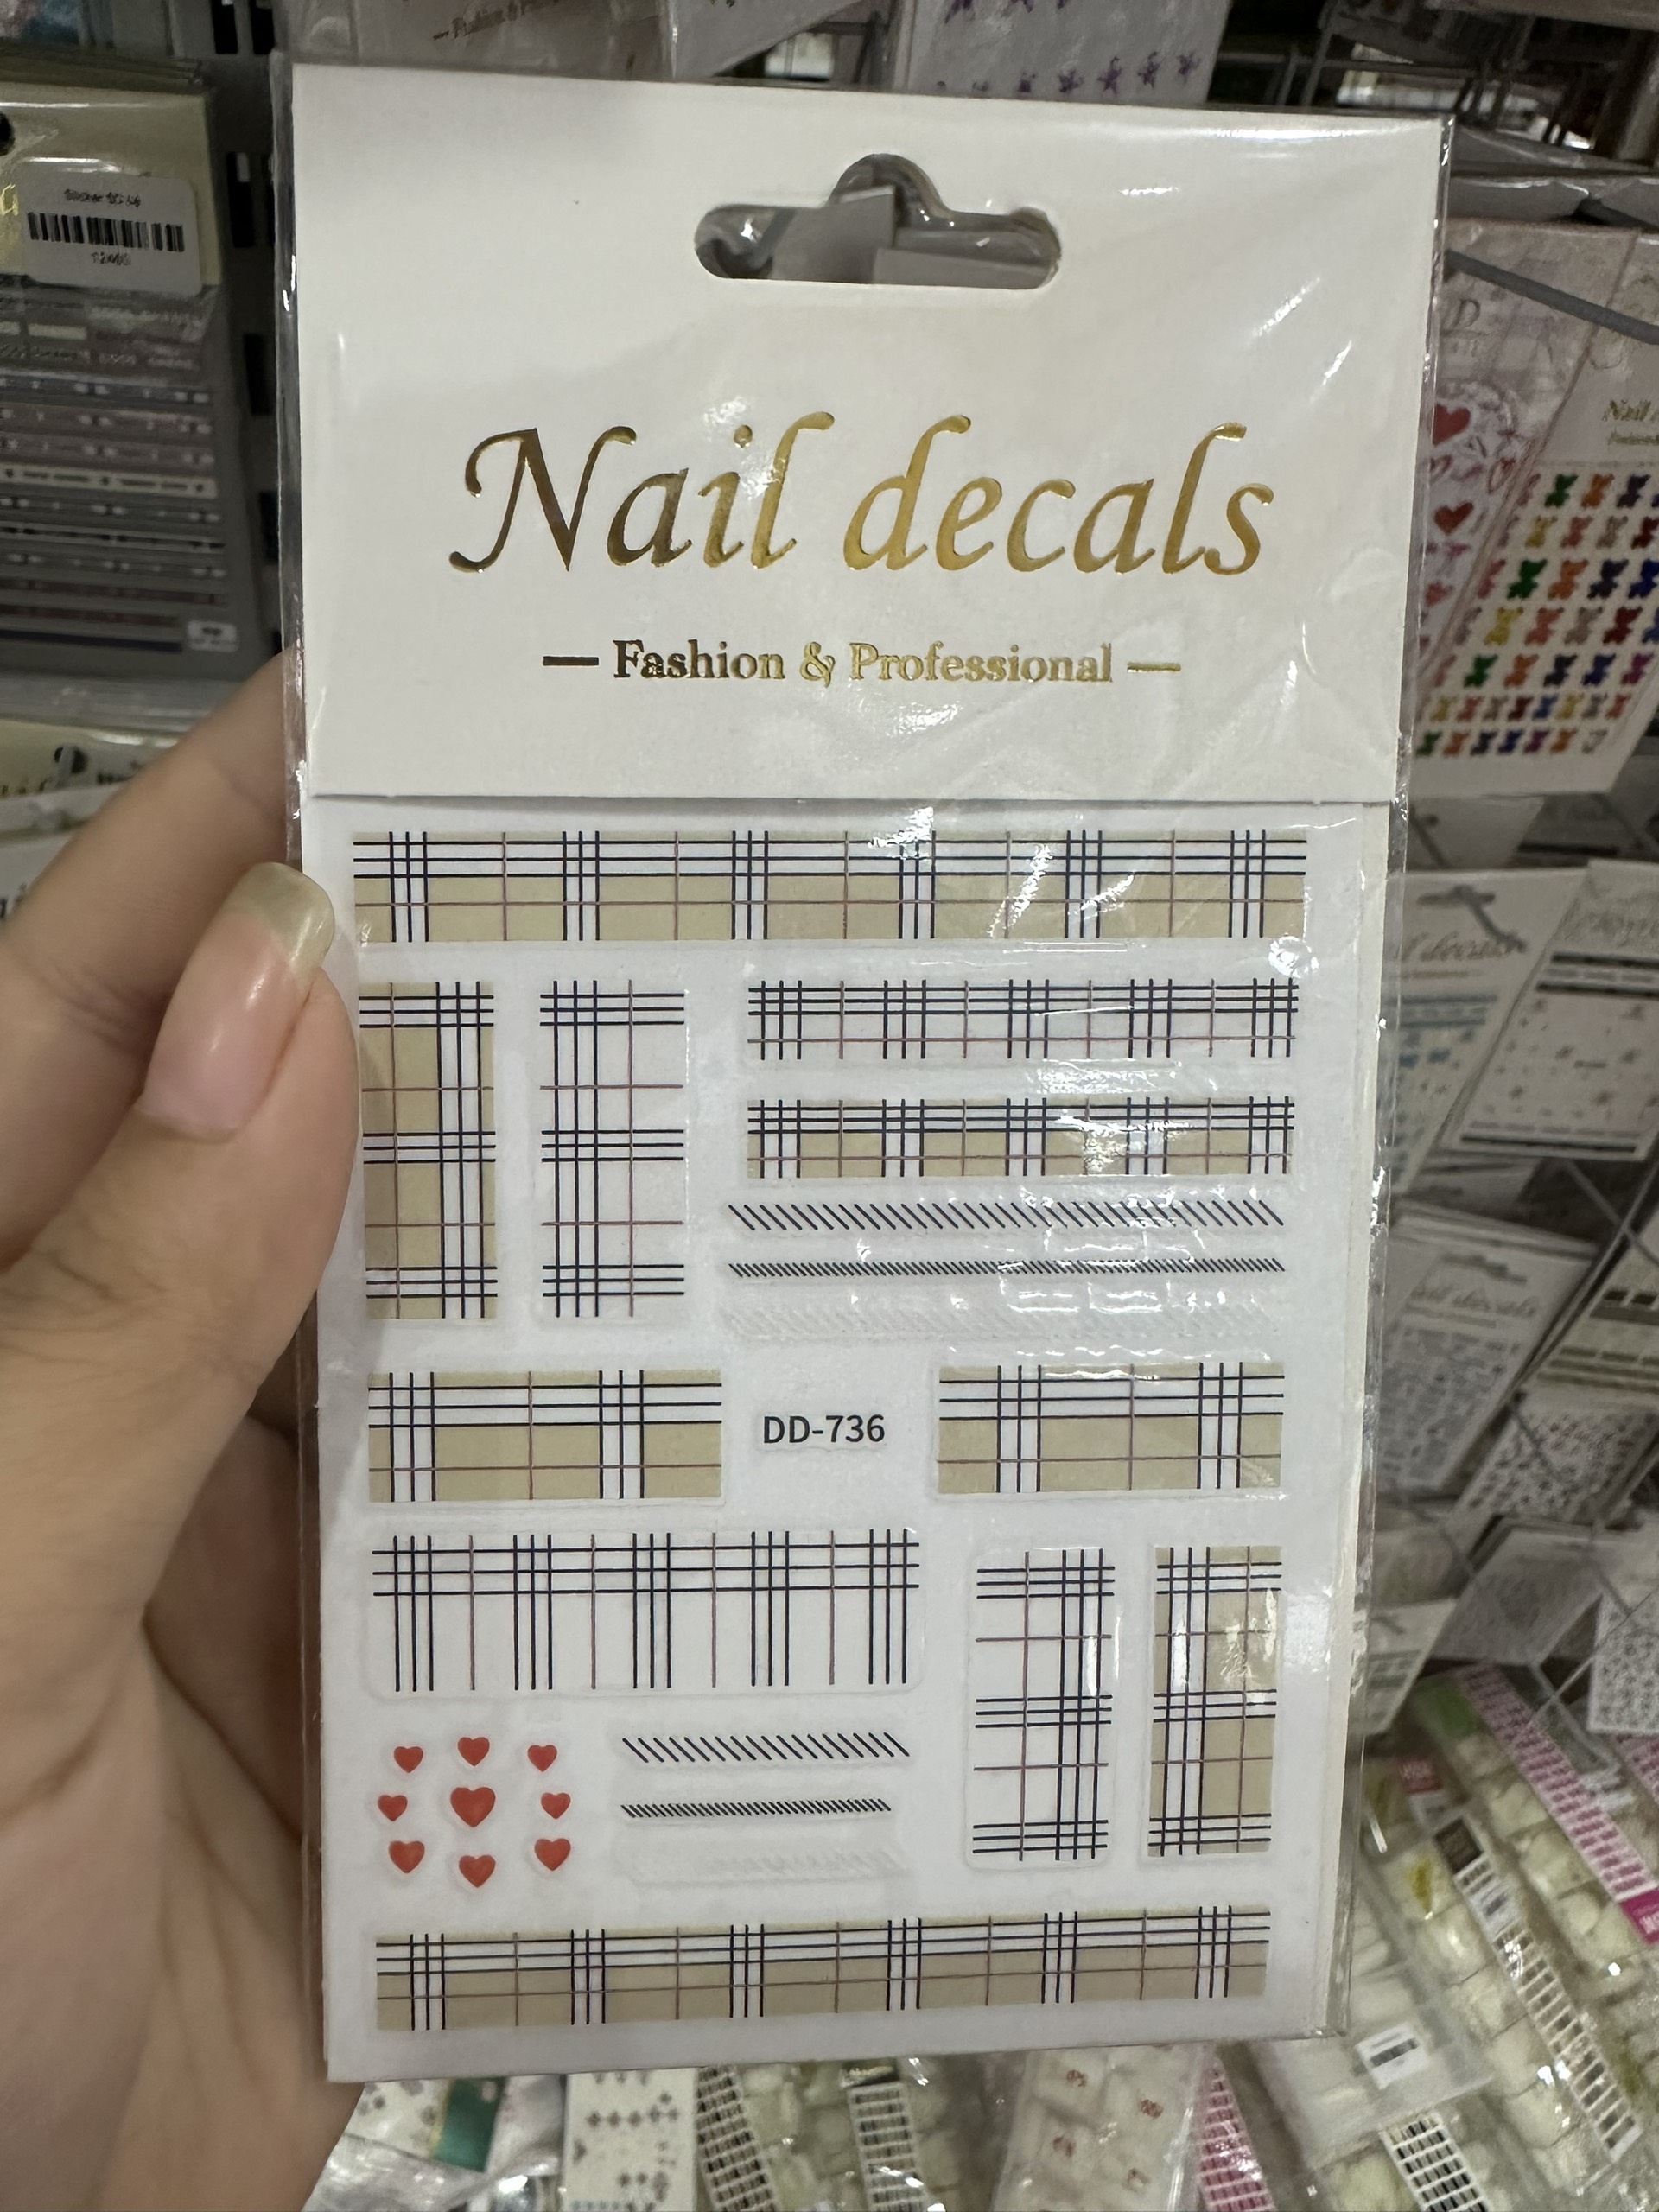 Nail decals
— Fashion & Professional —
DD-736